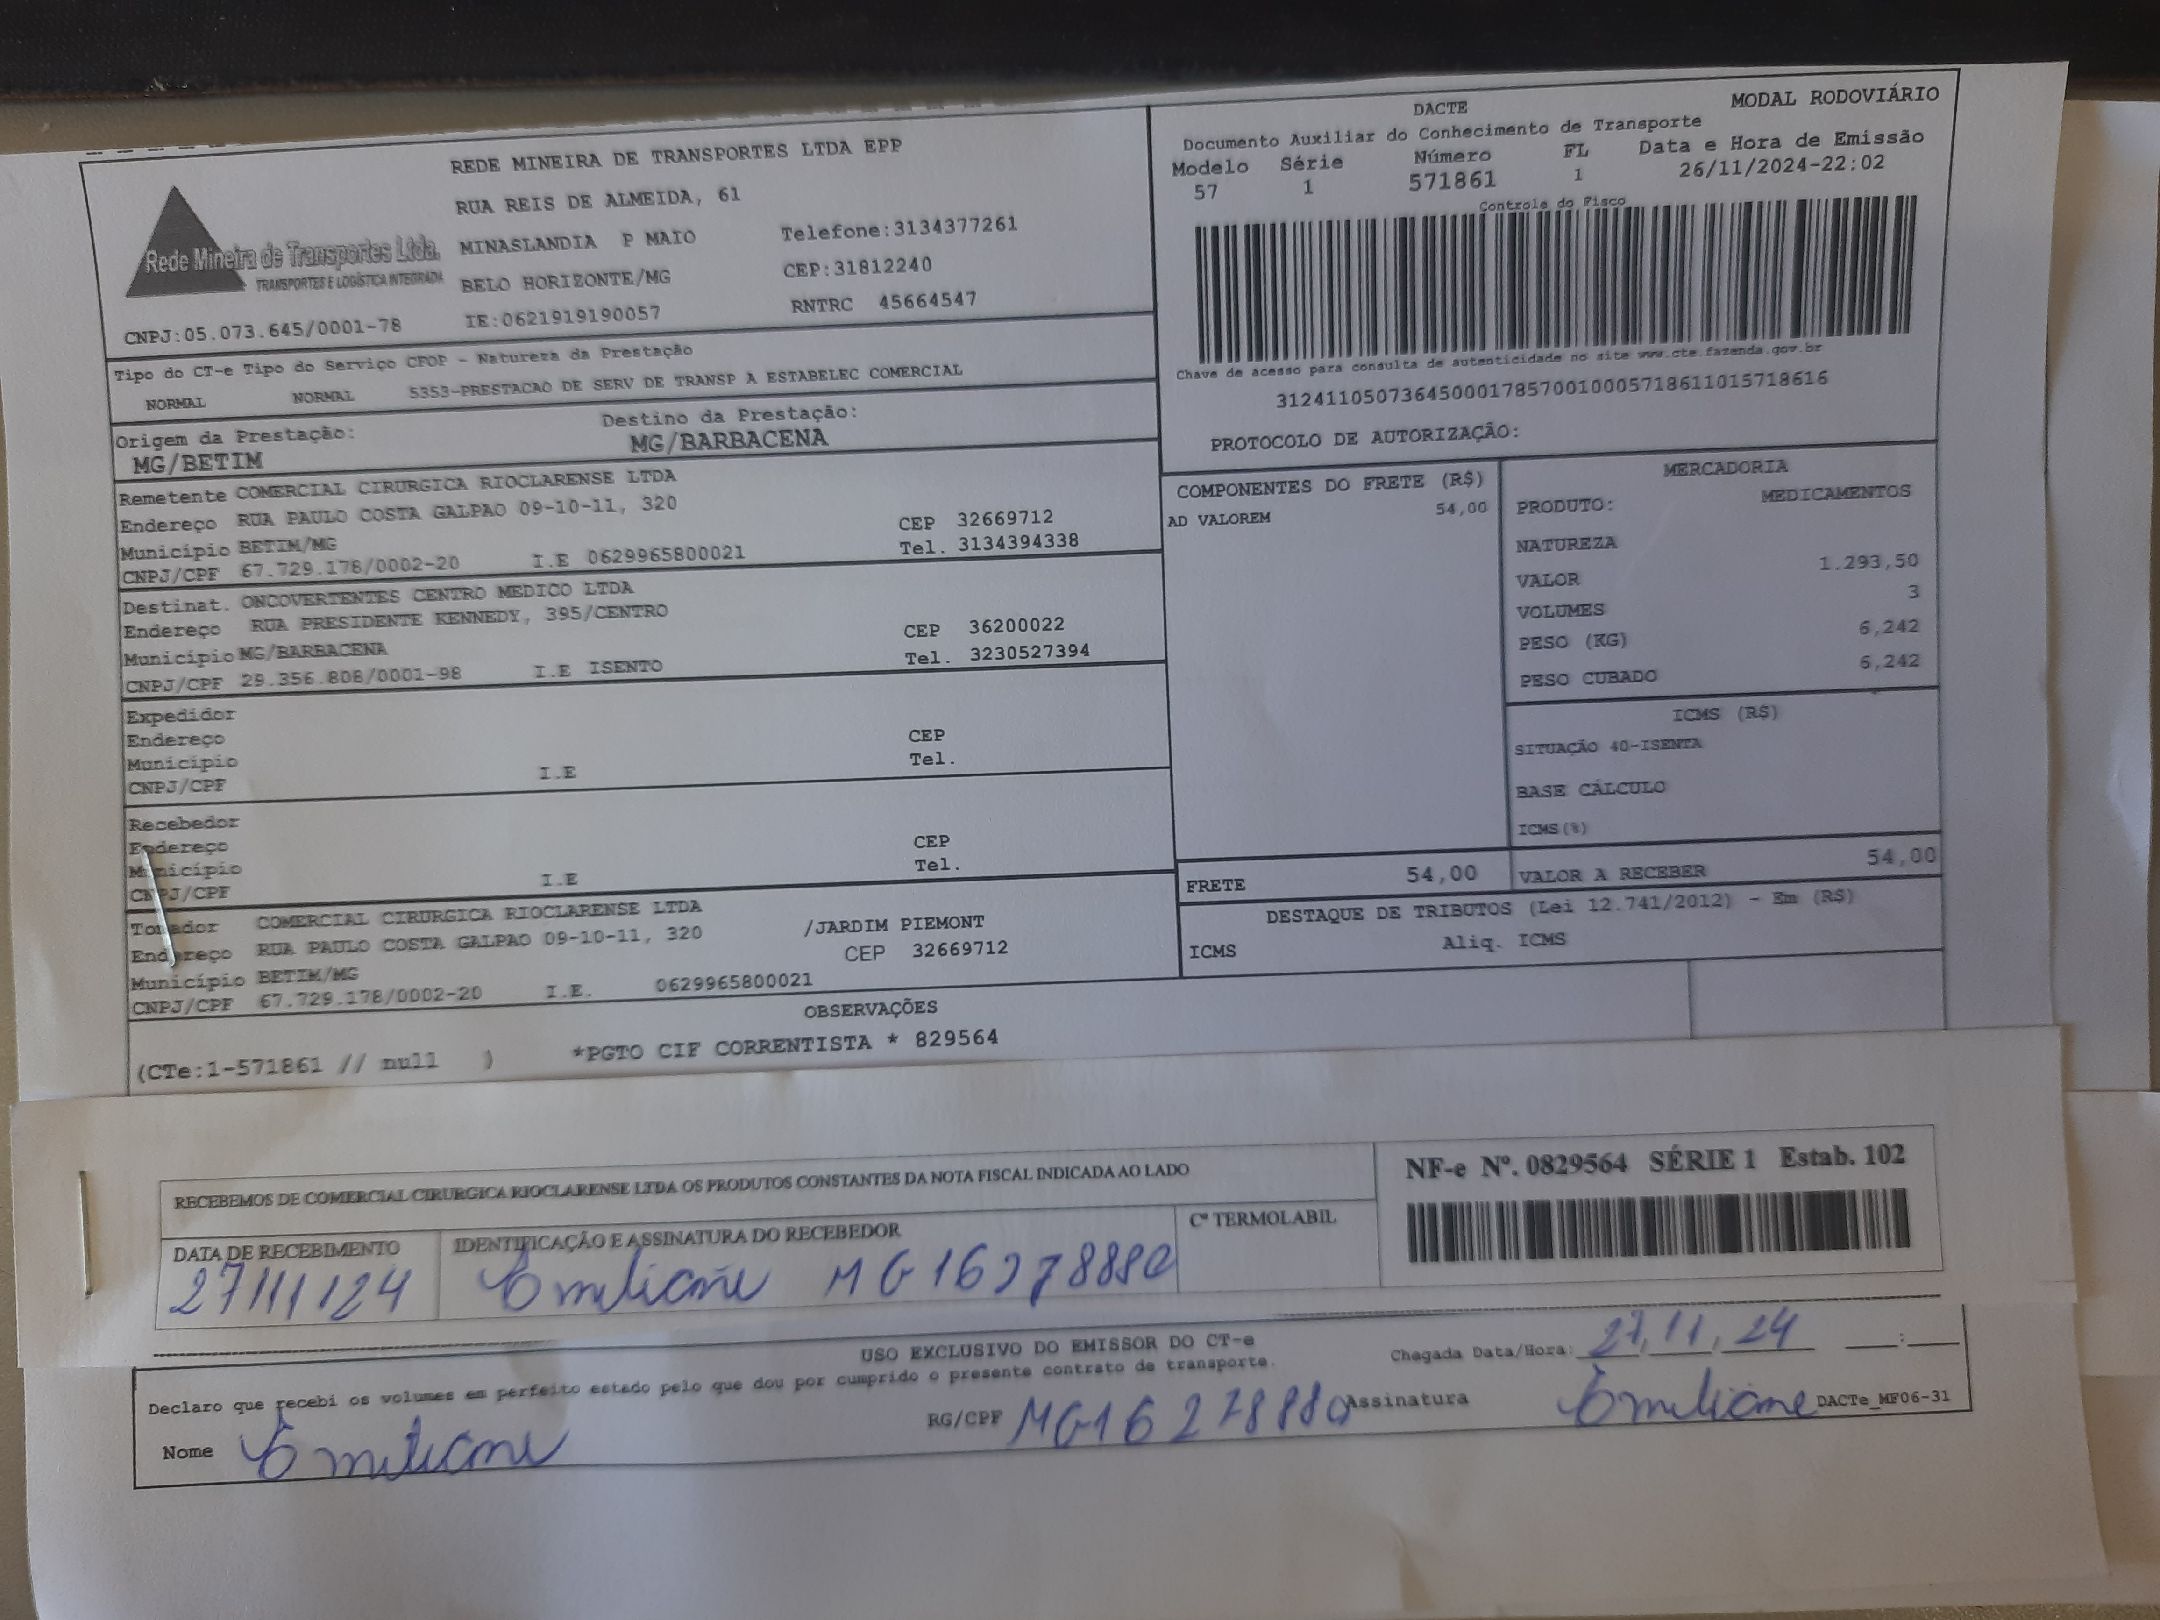 REDE MINEIRA DE TRANSPORTES LTDA EPP
RUA REIS DE ALMEIDA, 61
MINASLANDIA P MAIO Telefone:3134377261
BELO HORIZONTE/MG CEP:31812240
Rede Mineira de Transportes Ltda.
TRANSPORTES E LOGÍSTICA INTEGRADA
CNPJ:05.073.645/0001-78 IE:0621919190057 RNTRC 45664547
DACTE MODAL RODOVIÁRIO
Documento Auxiliar do Conhecimento de Transporte
Modelo Série Número FL Data e Hora de Emissão
57 1 571861 1 26/11/2024-22:02
Controle do Fisco
Chave de acesso para consulta de autenticidade no site www.cte.fazenda.gov.br
31241105073645000178570010005718611015718616
PROTOCOLO DE AUTORIZAÇÃO:
Tipo do CT-e Tipo do Serviço CFOP - Natureza da Prestação
NORMAL NORMAL 5353-PRESTACAO DE SERV DE TRANSP A ESTABELEC COMERCIAL
Origem da Prestação: Destino da Prestação:
MG/BETIM MG/BARBACENA
Remetente COMERCIAL CIRURGICA RIOCLARENSE LTDA
Endereço RUA PAULO COSTA GALPAO 09-10-11, 320 CEP 32669712
Município BETIM/MG Tel. 3134394338
CNPJ/CPF 67.729.178/0002-20 I.E 0629965800021
Destinat. ONCOVERTENTES CENTRO MEDICO LTDA
Endereço RUA PRESIDENTE KENNEDY, 395/CENTRO CEP 36200022
Município MG/BARBACENA Tel. 3230527394
CNPJ/CPF 29.356.808/0001-98 I.E ISENTO
Expedidor
Endereço CEP
Município Tel.
CNPJ/CPF I.E
Recebedor
Endereço CEP
Município Tel.
CNPJ/CPF I.E
Tomador COMERCIAL CIRURGICA RIOCLARENSE LTDA
Endereço RUA PAULO COSTA GALPAO 09-10-11, 320 /JARDIM PIEMONT
Município BETIM/MG CEP 32669712
CNPJ/CPF 67.729.178/0002-20 I.E. 0629965800021
COMPONENTES DO FRETE (R$)
AD VALOREM 54,00
MERCADORIA
PRODUTO: MEDICAMENTOS
NATUREZA
VALOR 1.293,50
VOLUMES 3
PESO (KG) 6,242
PESO CUBADO 6,242
ICMS (R$)
SITUAÇÃO 40-ISENTA
BASE CÁLCULO
ICMS(%)
FRETE 54,00 VALOR A RECEBER 54,00
DESTAQUE DE TRIBUTOS (Lei 12.741/2012) - Em (R$)
ICMS Aliq. ICMS
OBSERVAÇÕES
(CTe:1-571861 // null ) *PGTO CIF CORRENTISTA * 829564
RECEBEMOS DE COMERCIAL CIRURGICA RIOCLARENSE LTDA OS PRODUTOS CONSTANTES DA NOTA FISCAL INDICADA AO LADO
NF-e Nº. 0829564 SÉRIE 1 Estab. 102
DATA DE RECEBIMENTO IDENTIFICAÇÃO E ASSINATURA DO RECEBEDOR Cº TERMOLABIL
27/11/24 Emiliane MG16278880
USO EXCLUSIVO DO EMISSOR DO CT-e
Declaro que recebi os volumes em perfeito estado pelo que dou por cumprido o presente contrato de transporte.
Chegada Data/Hora: 27, 11, 24 :
Nome Emiliane RG/CPF MG16278880 Assinatura Emiliane DACTe_MF06-31